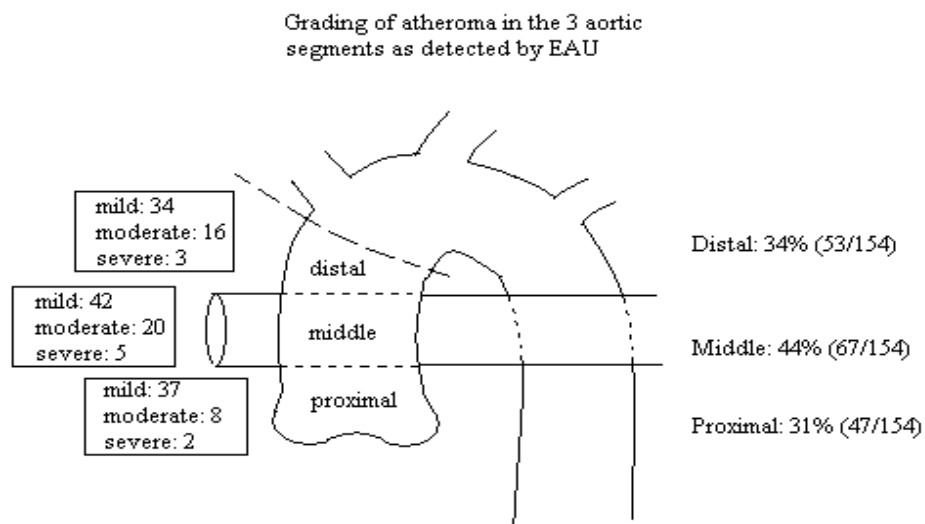 Grading of atheroma in the 3 aortic
segments as detected by EAU
mild: 34
moderate: 16
severe: 3
distal
Distal: 34% (53/154)
mild: 42
moderate: 20
severe: 5
middle
Middle: 44% (67/154)
mild: 37
moderate: 8
severe: 2
proximal
Proximal: 31% (47/154)